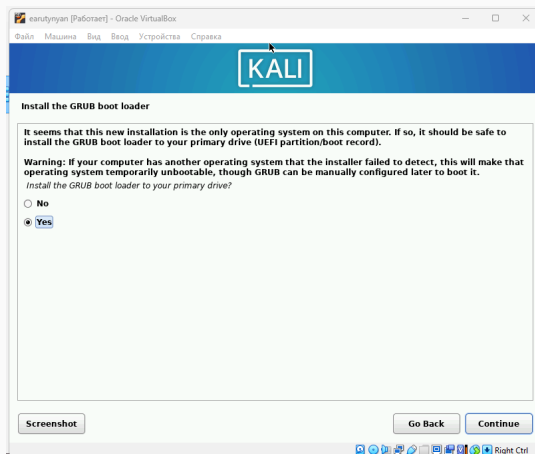 earutynyan [Работает] - Oracle VirtualBox
Файл Машина Вид Ввод Устройства Справка
KALI
Install the GRUB boot loader
It seems that this new installation is the only operating system on this computer. If so, it should be safe to
install the GRUB boot loader to your primary drive (UEFI partition/boot record).
Warning: If your computer has another operating system that the installer failed to detect, this will make that
operating system temporarily unbootable, though GRUB can be manually configured later to boot it.
Install the GRUB boot loader to your primary drive?
No
Yes
Screenshot
Go Back
Continue
Right Ctrl